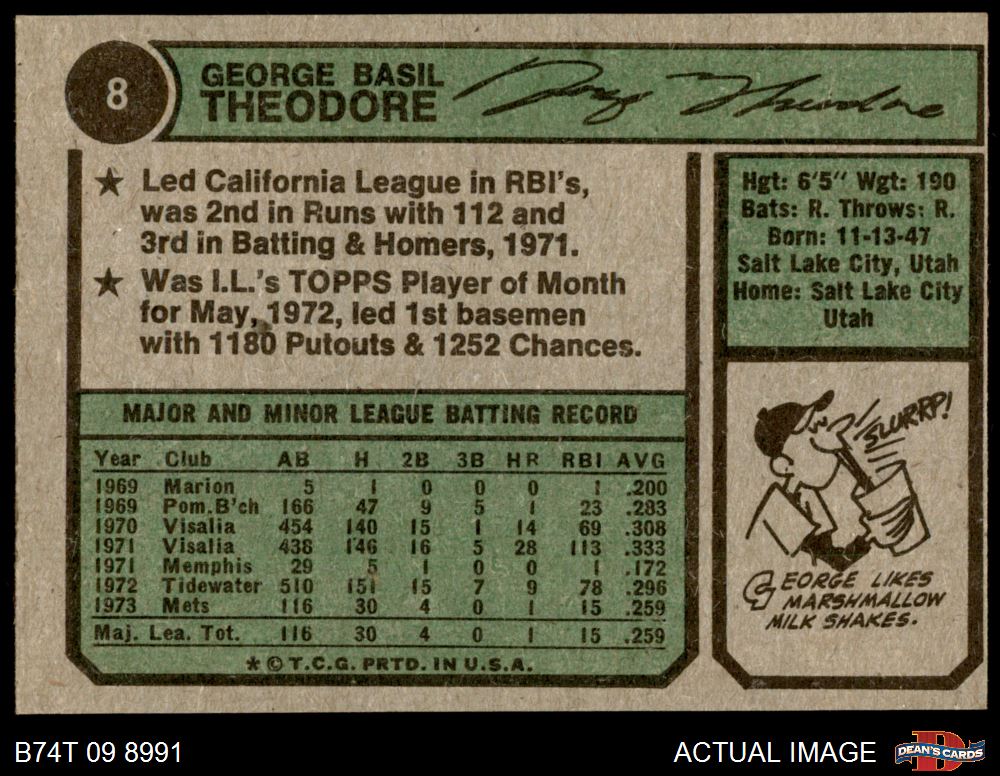 8
GEORGE BASIL
THEODORE
George Theodore
★ Led California League in RBI's,
was 2nd in Runs with 112 and
3rd in Batting & Homers, 1971.
★ Was I.L.'s TOPPS Player of Month
for May, 1972, led 1st basemen
with 1180 Putouts & 1252 Chances.
MAJOR AND MINOR LEAGUE BATTING RECORD
Year Club AB H 2B 3B HR RBI AVG
1969 Marion 5 1 0 0 0 1 .200
1969 Pom.B'ch 166 47 9 5 1 23 .283
1970 Visalia 454 140 15 1 14 69 .308
1971 Visalia 438 146 16 5 28 113 .333
1971 Memphis 29 5 1 0 0 1 .172
1972 Tidewater 510 151 15 7 9 78 .296
1973 Mets 116 30 4 0 1 15 .259
Maj. Lea. Tot. 116 30 4 0 1 15 .259
★ © T.C.G. PRTD. IN U.S.A.
Hgt: 6'5" Wgt: 190
Bats: R. Throws: R.
Born: 11-13-47
Salt Lake City, Utah
Home: Salt Lake City
Utah
SLURRP!
GEORGE LIKES
MARSHMALLOW
MILK SHAKES.
B74T 09 8991
ACTUAL IMAGE
DEAN'S CARDS